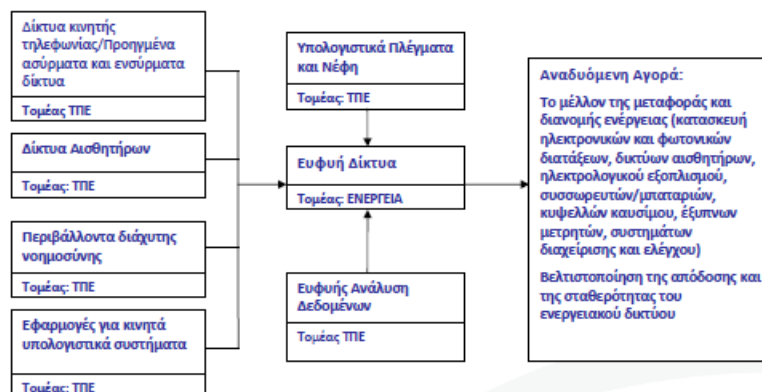 Δίκτυα κινητής
τηλεφωνίας/Προηγμένα
ασύρματα και ενσύρματα
δίκτυα
Τομέας ΤΠΕ
Δίκτυα Αισθητήρων
Τομέας: ΤΠΕ
Περιβάλλοντα διάχυτης
νοημοσύνης
Τομέας: ΤΠΕ
Εφαρμογές για κινητά
υπολογιστικά συστήματα
Τομέας: ΤΠΕ
Υπολογιστικά Πλέγματα
και Νέφη
Τομέας: ΤΠΕ
Ευφυή Δίκτυα
Τομέας: ΕΝΕΡΓΕΙΑ
Ευφυής Ανάλυση
Δεδομένων
Τομέας ΤΠΕ
Αναδυόμενη Αγορά:
Το μέλλον της μεταφοράς και
διανομής ενέργειας (κατασκευή
ηλεκτρονικών και φωτονικών
διατάξεων, δικτύων αισθητήρων,
ηλεκτρολογικού εξοπλισμού,
συσσωρευτών/μπαταριών,
κυψελλών καυσίμου, έξυπνων
μετρητών, συστημάτων
διαχείρισης και ελέγχου)
Βελτιστοποίηση της απόδοσης και
της σταθερότητας του
ενεργειακού δικτύου